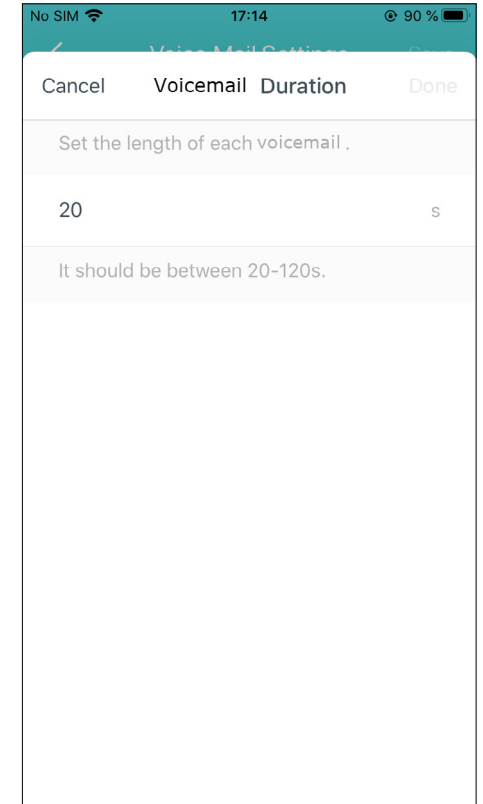 No SIM 17:14 90 %
Voice Mail Settings Save
Cancel Voicemail Duration Done
Set the length of each voicemail .
20 s
It should be between 20-120s.